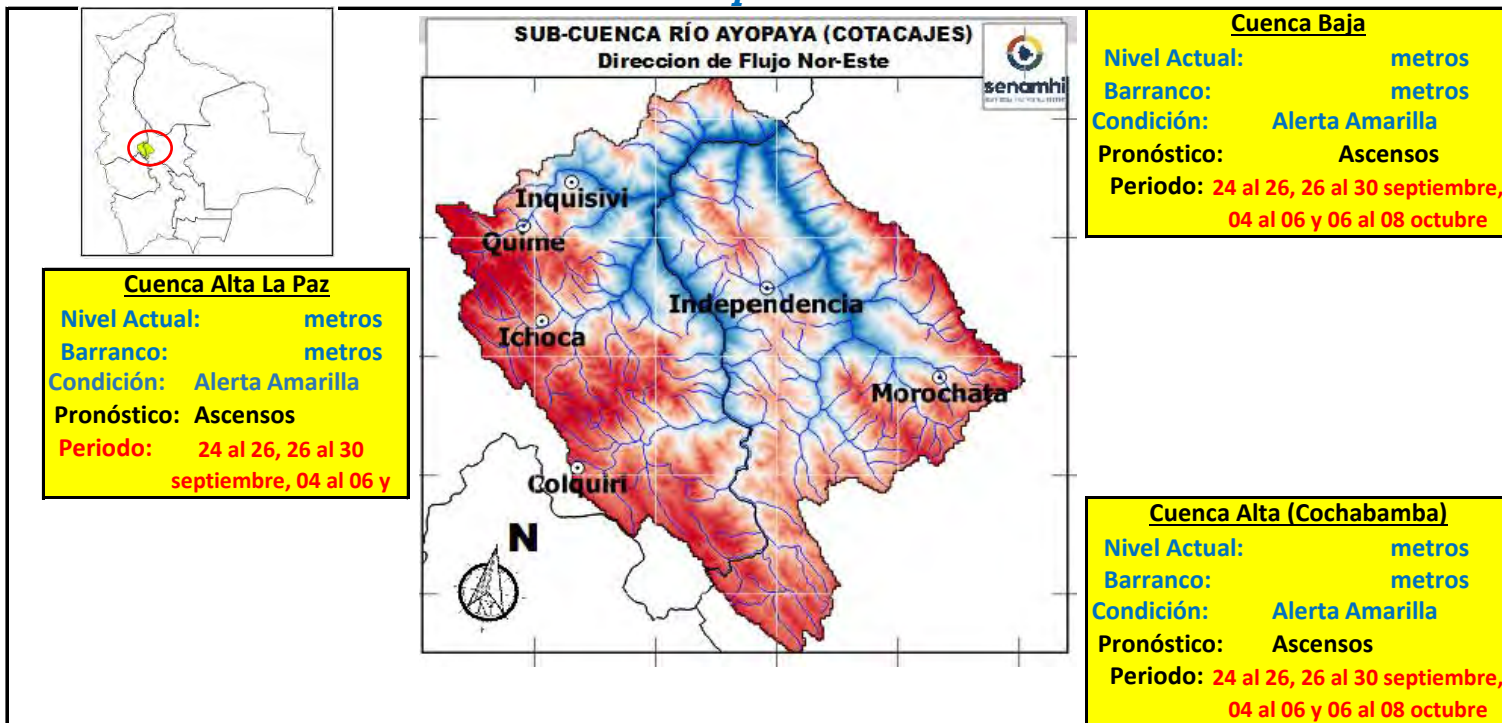 SUB-CUENCA RÍO AYOPAYA (COTACAJES)
Direccion de Flujo Nor-Este
senamhi
Inquisivi
Quime
Independencia
Ichoca
Morochata
Colquiri
N
Cuenca Alta La Paz
Nivel Actual: metros
Barranco: metros
Condición: Alerta Amarilla
Pronóstico: Ascensos
Periodo: 24 al 26, 26 al 30
septiembre, 04 al 06 y
Cuenca Baja
Nivel Actual: metros
Barranco: metros
Condición: Alerta Amarilla
Pronóstico: Ascensos
Periodo: 24 al 26, 26 al 30 septiembre,
04 al 06 y 06 al 08 octubre
Cuenca Alta (Cochabamba)
Nivel Actual: metros
Barranco: metros
Condición: Alerta Amarilla
Pronóstico: Ascensos
Periodo: 24 al 26, 26 al 30 septiembre,
04 al 06 y 06 al 08 octubre